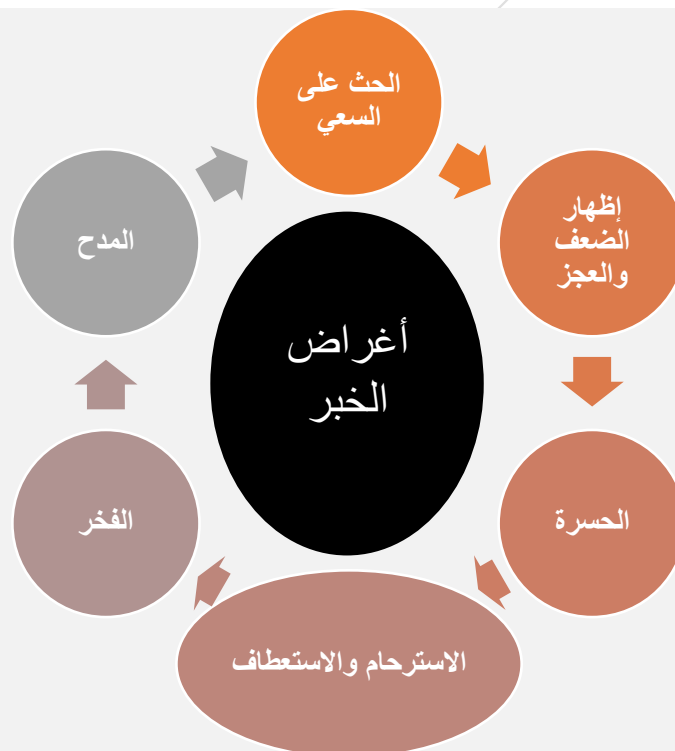 الحث على
السعي
إظهار
الضعف
والعجز
الحسرة
الاسترحام والاستعطاف
الفخر
المدح
أغراض
الخبر